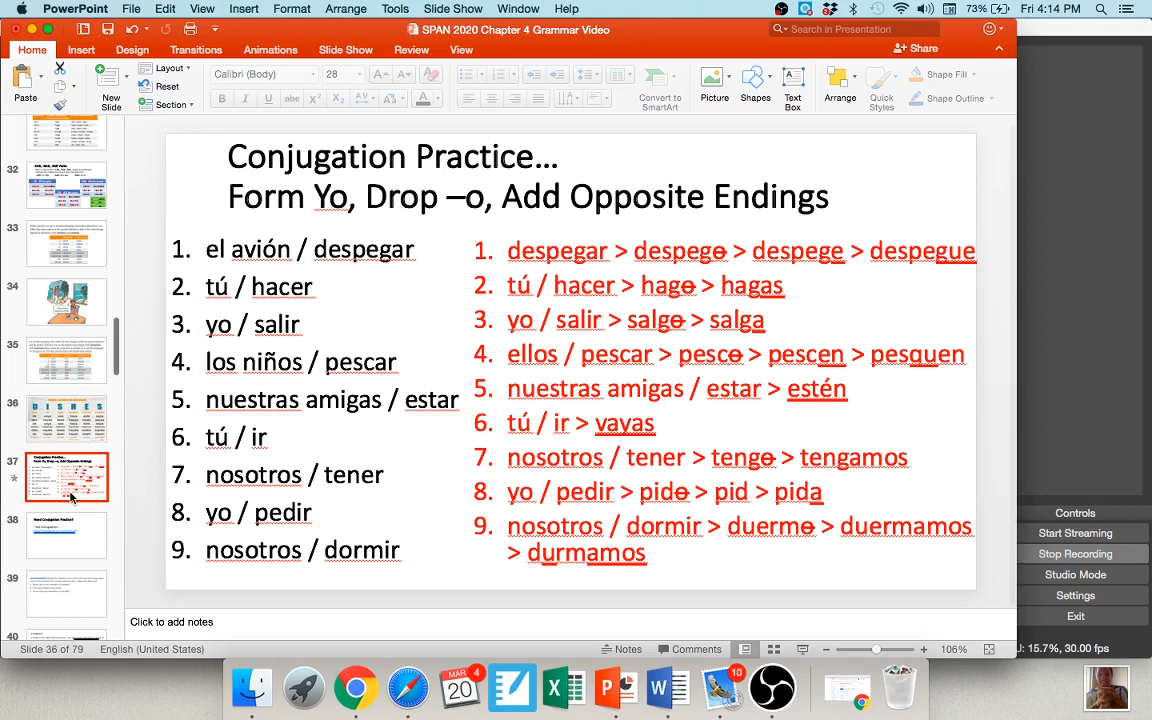 PowerPoint File Edit View Insert Format Arrange Tools Slide Show Window Help 73% Fri 4:14 PM
SPAN 2020 Chapter 4 Grammar Video
Search in Presentation
Home Insert Design Transitions Animations Slide Show Review View
Share
Paste
New
Slide
Layout
Reset
Section
Calibri (Body) 28
Convert to
SmartArt
Picture
Shapes
Text
Box
Arrange
Quick
Styles
Shape Fill
Shape Outline
32
33
34
35
36
DISHES
37
38
39
40
Conjugation Practice…
Form Yo, Drop –o, Add Opposite Endings
1. el avión / despegar
2. tú / hacer
3. yo / salir
4. los niños / pescar
5. nuestras amigas / estar
6. tú / ir
7. nosotros / tener
8. yo / pedir
9. nosotros / dormir
1. despegar > despego > despege > despegue
2. tú / hacer > hago > hagas
3. yo / salir > salgo > salga
4. ellos / pescar > pesco > pescen > pesquen
5. nuestras amigas / estar > estén
6. tú / ir > vayas
7. nosotros / tener > tengo > tengamos
8. yo / pedir > pido > pid > pida
9. nosotros / dormir > duermo > duermamos
> durmamos
Click to add notes
Slide 36 of 79 English (United States)
Notes Comments 106%
Controls
Start Streaming
Stop Recording
Studio Mode
Settings
Exit
U: 15.7%, 30.00 fps
MAR
20
4
10